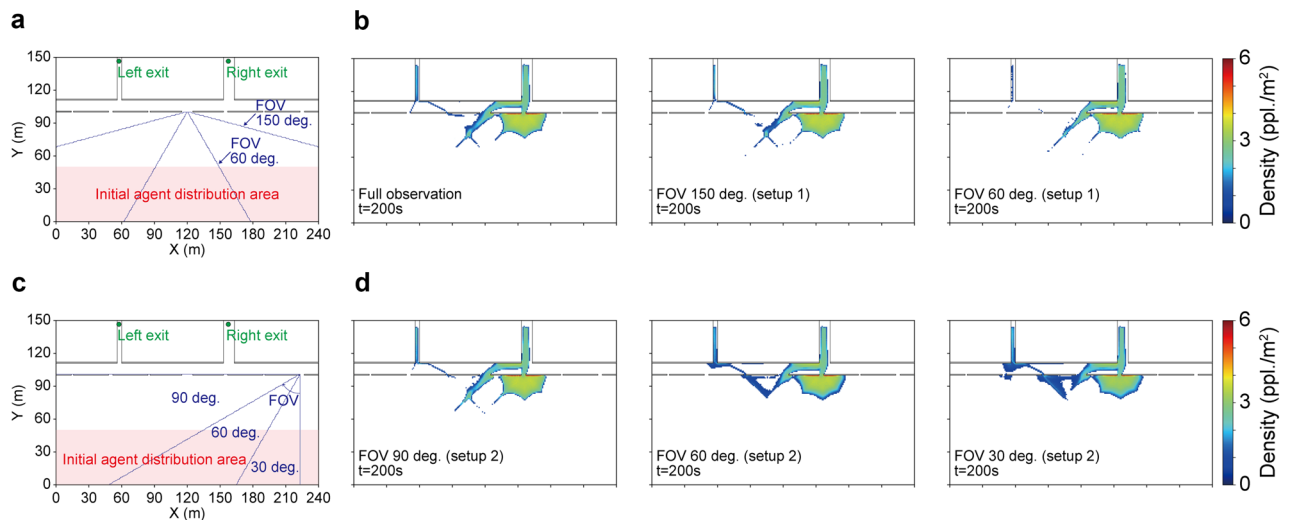 a
b
150
120
90
60
30
0
Y (m)
Left exit
Right exit
FOV
150 deg.
FOV
60 deg.
Initial agent distribution area
0 30 60 90 120 150 180 210 240
X (m)
Full observation
t=200s
FOV 150 deg. (setup 1)
t=200s
FOV 60 deg. (setup 1)
t=200s
6
3
0
Density (ppl./m²)
c
d
150
120
90
60
30
0
Y (m)
Left exit
Right exit
90 deg.
FOV
60 deg.
Initial agent distribution area
30 deg.
0 30 60 90 120 150 180 210 240
X (m)
FOV 90 deg. (setup 2)
t=200s
FOV 60 deg. (setup 2)
t=200s
FOV 30 deg. (setup 2)
t=200s
6
3
0
Density (ppl./m²)